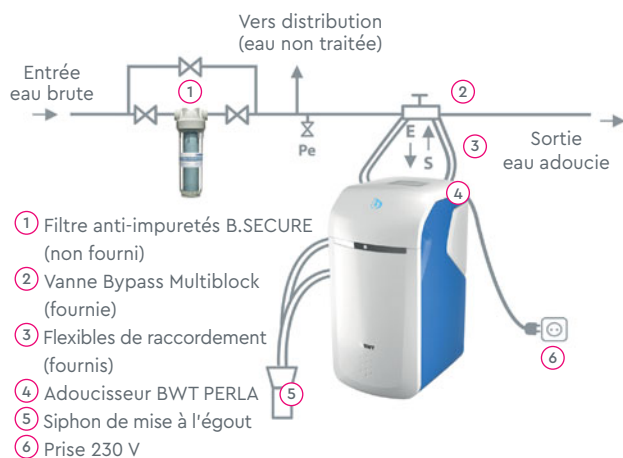 Vers distribution
(eau non traitée)
Entrée
eau brute
1
2
Pe
E
S
3
Sortie
eau adoucie
4
1 Filtre anti-impuretés B.SECURE
(non fourni)
2 Vanne Bypass Multiblock
(fournie)
3 Flexibles de raccordement
(fournis)
4 Adoucisseur BWT PERLA
5 Siphon de mise à l'égout
6 Prise 230 V
BWT
5
6